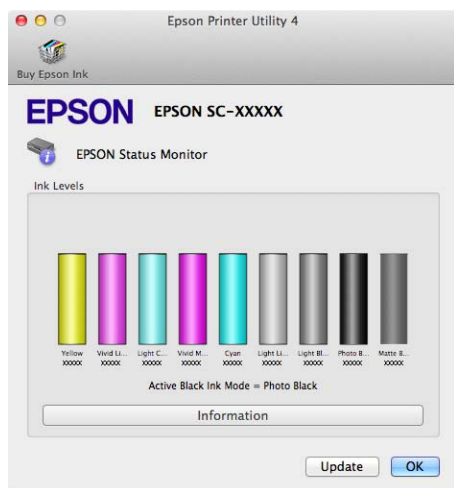 Epson Printer Utility 4
Buy Epson Ink
EPSON EPSON SC-XXXXX
EPSON Status Monitor
Ink Levels
Yellow Vivid Li... Light C... Vivid M... Cyan Light Li... Light Bl... Photo B... Matte B...
XXXXX XXXXX XXXXX XXXXX XXXXX XXXXX XXXXX XXXXX XXXXX
Active Black Ink Mode = Photo Black
Information
Update OK